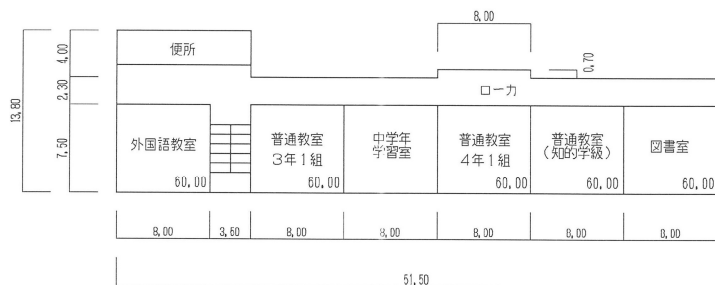 8.00
便所
4.00
0.70
2.30
ローカ
13.80
7.50
外国語教室
60.00
普通教室
3年1組
60.00
中学年
学習室
普通教室
4年1組
60.00
普通教室
(知的学級)
60.00
図書室
60.00
8.00
3.50
8.00
8.00
8.00
8.00
8.00
51.50